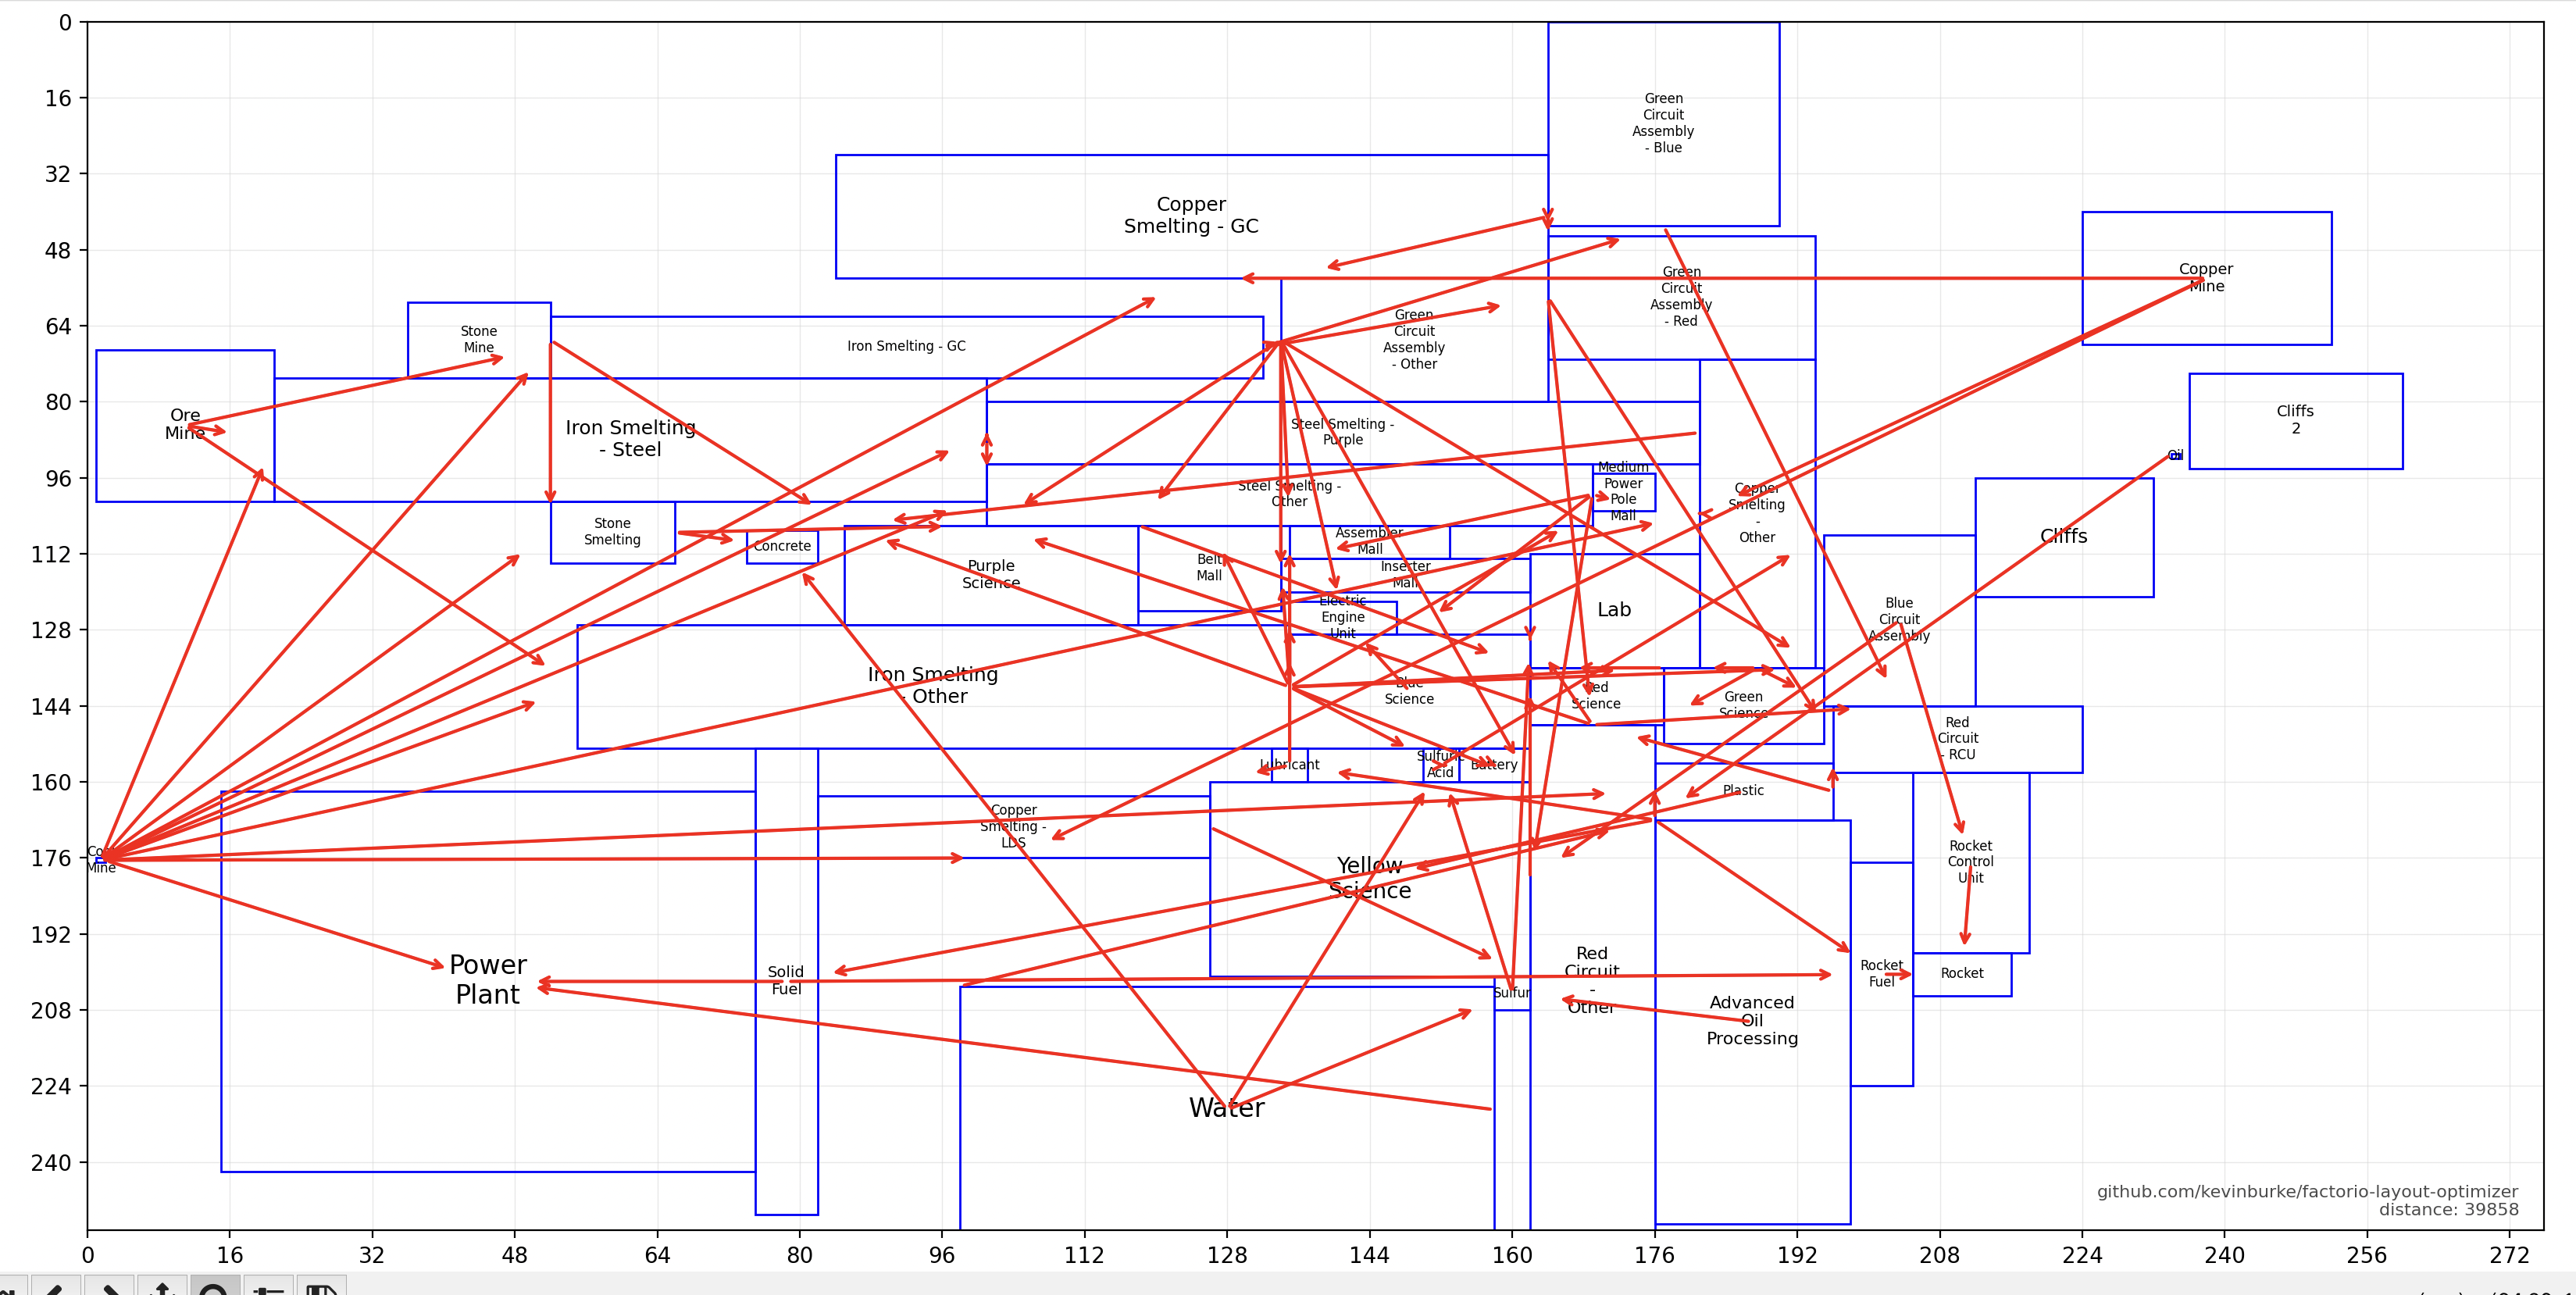 0
16
32
48
64
80
96
112
128
144
160
176
192
208
224
240
Green
Circuit
Assembly
- Blue
Copper
Smelting - GC
Green
Circuit
Assembly
- Red
Copper
Mine
Stone
Mine
Iron Smelting - GC
Green
Circuit
Assembly
- Other
Ore
Mine
Iron Smelting
- Steel
Steel Smelting -
Purple
Cliffs
2
Oil
Steel Smelting -
Other
Medium
Power
Pole
Mall
Copper
Smelting
-
Other
Cliffs
Stone
Smelting
Concrete
Assembler
Mall
Purple
Science
Belt
Mall
Inserter
Mall
Electric
Engine
Unit
Lab
Blue
Circuit
Assembly
Iron Smelting
- Other
Blue
Science
Red
Science
Green
Science
Red
Circuit
- RCU
Lubricant
Sulfuric
Acid
Battery
Plastic
Copper
Smelting -
LDS
Mine
Yellow
Science
Rocket
Control
Unit
Power
Plant
Solid
Fuel
Sulfur
Red
Circuit
-
Other
Rocket
Fuel
Rocket
Advanced
Oil
Processing
Water
github.com/kevinburke/factorio-layout-optimizer
distance: 39858
0 16 32 48 64 80 96 112 128 144 160 176 192 208 224 240 256 272